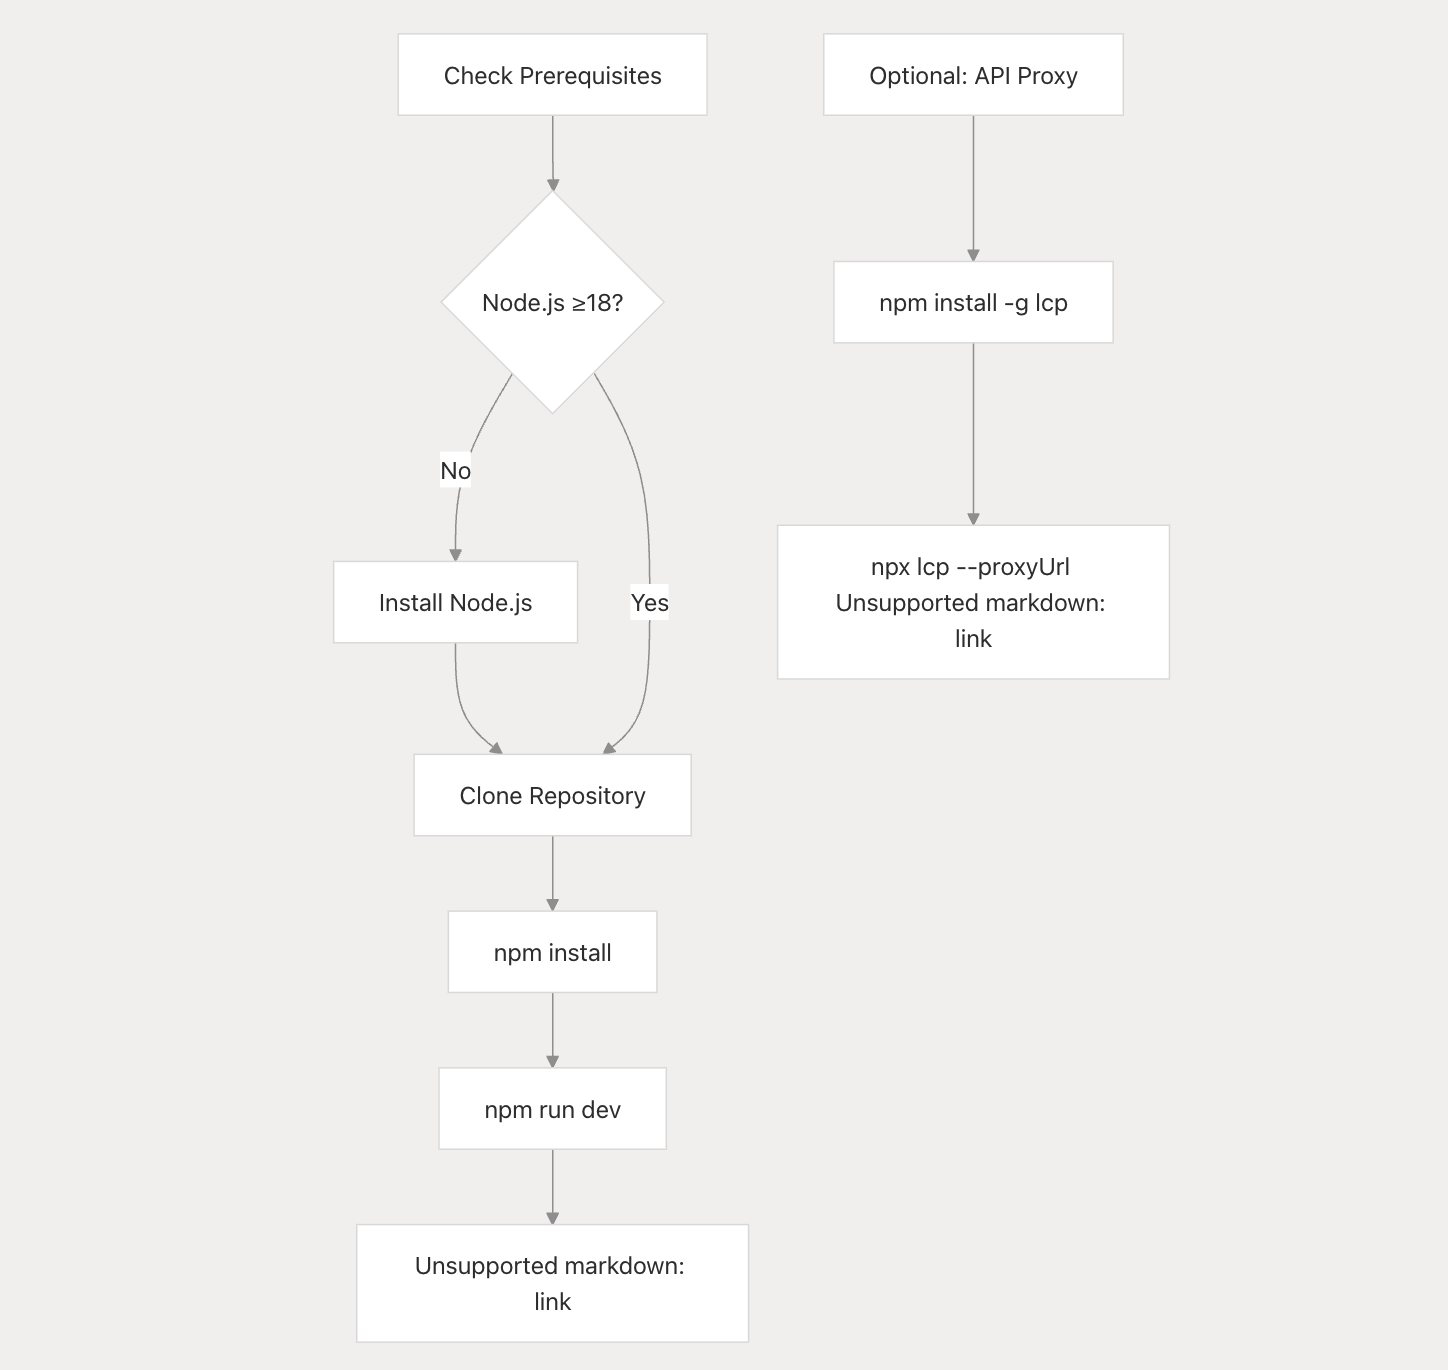 Check Prerequisites
Node.js ≥18?
No
Install Node.js
Yes
Clone Repository
npm install
npm run dev
Unsupported markdown:
link
Optional: API Proxy
npm install -g lcp
npx lcp --proxyUrl
Unsupported markdown:
link